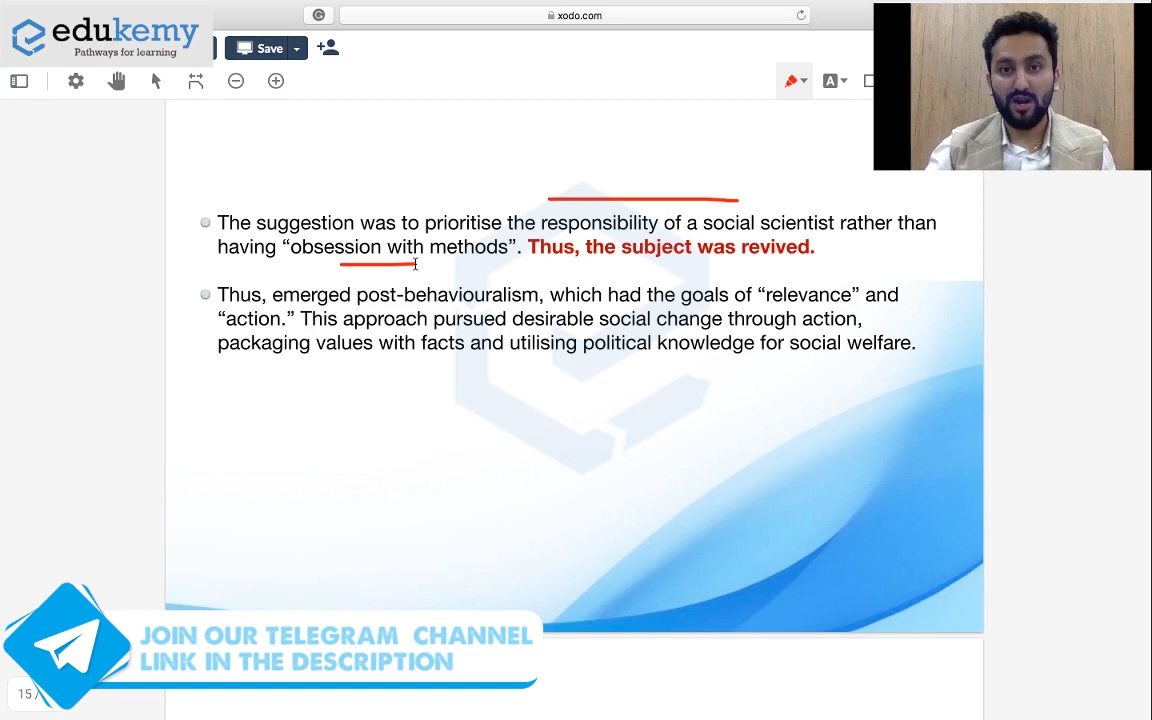 xodo.com
edukemy
Pathways for learning
Save
A
The suggestion was to prioritise the responsibility of a social scientist rather than
having “obsession with methods”. Thus, the subject was revived.
Thus, emerged post-behaviouralism, which had the goals of “relevance” and
“action.” This approach pursued desirable social change through action,
packaging values with facts and utilising political knowledge for social welfare.
JOIN OUR TELEGRAM CHANNEL
LINK IN THE DESCRIPTION
15 /